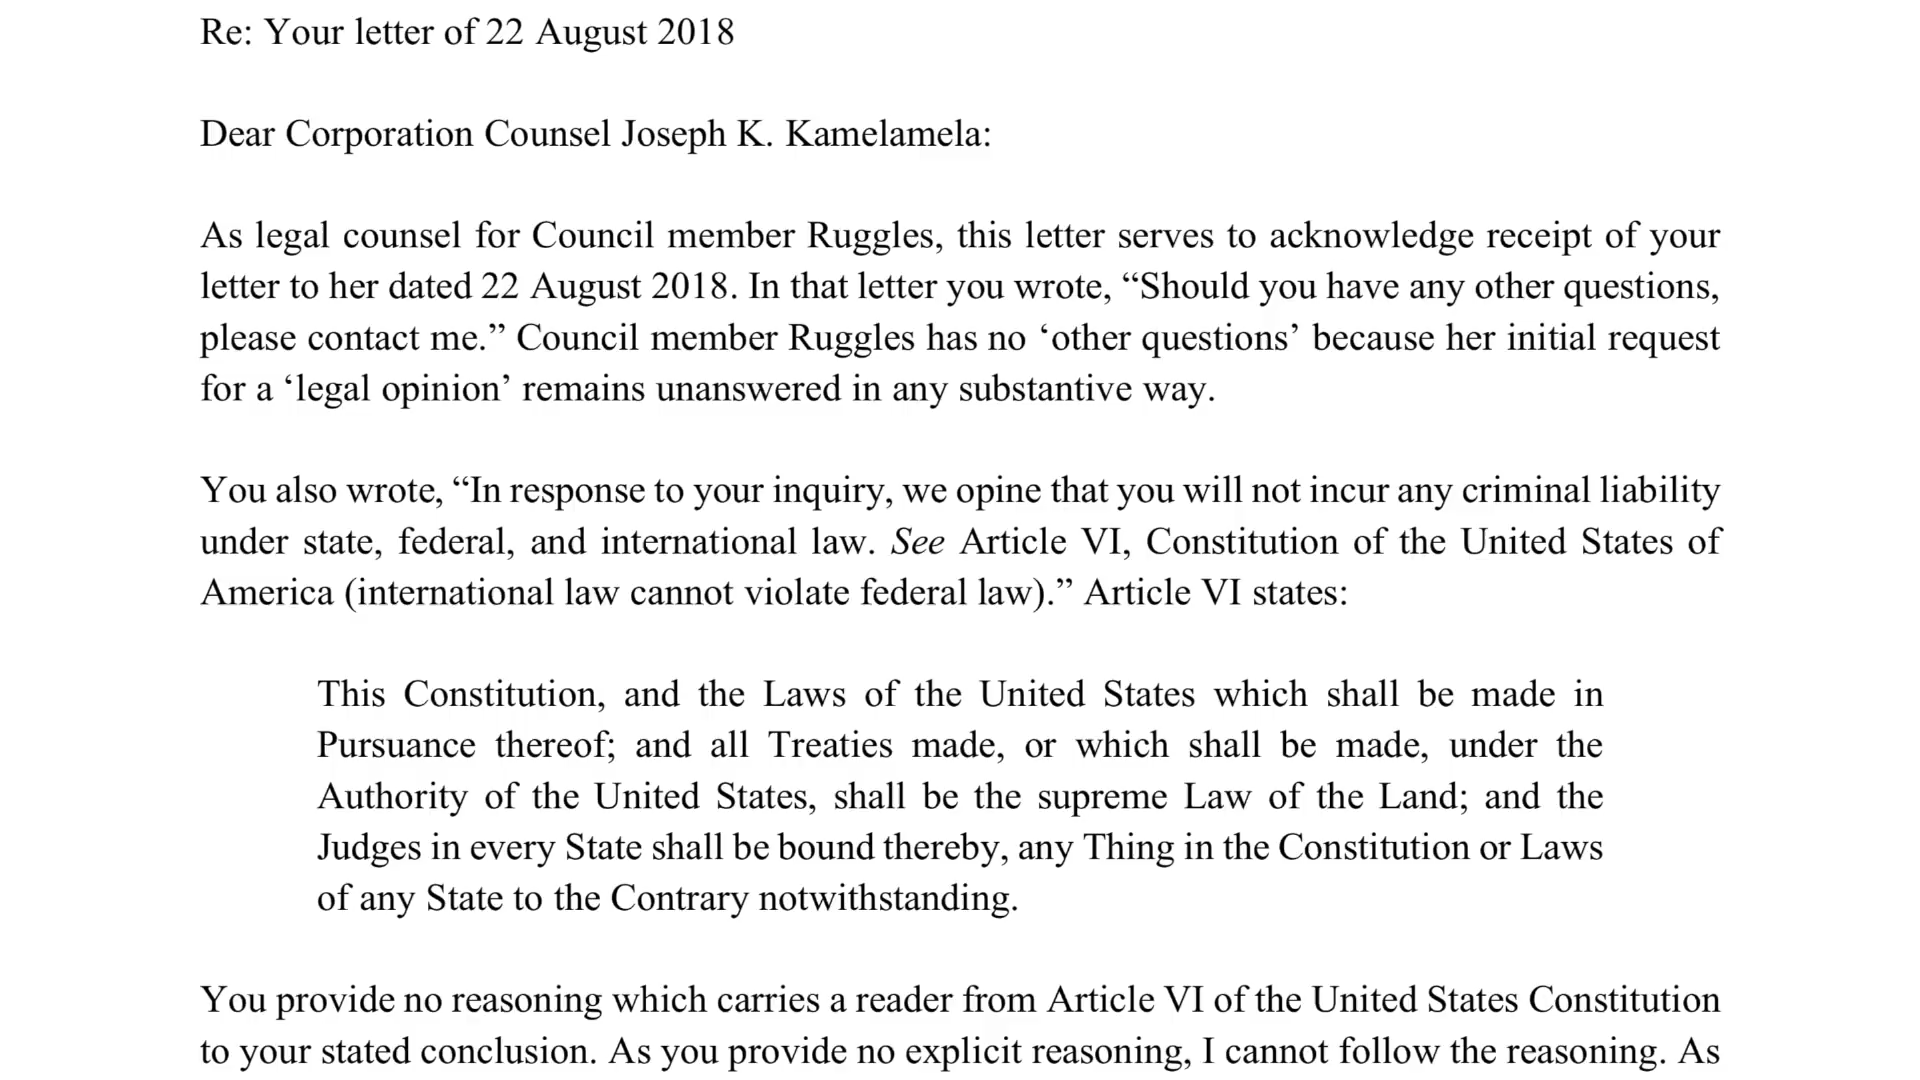 Re: Your letter of 22 August 2018
Dear Corporation Counsel Joseph K. Kamelamela:
As legal counsel for Council member Ruggles, this letter serves to acknowledge receipt of your
letter to her dated 22 August 2018. In that letter you wrote, “Should you have any other questions,
please contact me.” Council member Ruggles has no ‘other questions’ because her initial request
for a ‘legal opinion’ remains unanswered in any substantive way.
You also wrote, “In response to your inquiry, we opine that you will not incur any criminal liability
under state, federal, and international law. See Article VI, Constitution of the United States of
America (international law cannot violate federal law).” Article VI states:
This Constitution, and the Laws of the United States which shall be made in
Pursuance thereof; and all Treaties made, or which shall be made, under the
Authority of the United States, shall be the supreme Law of the Land; and the
Judges in every State shall be bound thereby, any Thing in the Constitution or Laws
of any State to the Contrary notwithstanding.
You provide no reasoning which carries a reader from Article VI of the United States Constitution
to your stated conclusion. As you provide no explicit reasoning, I cannot follow the reasoning. As